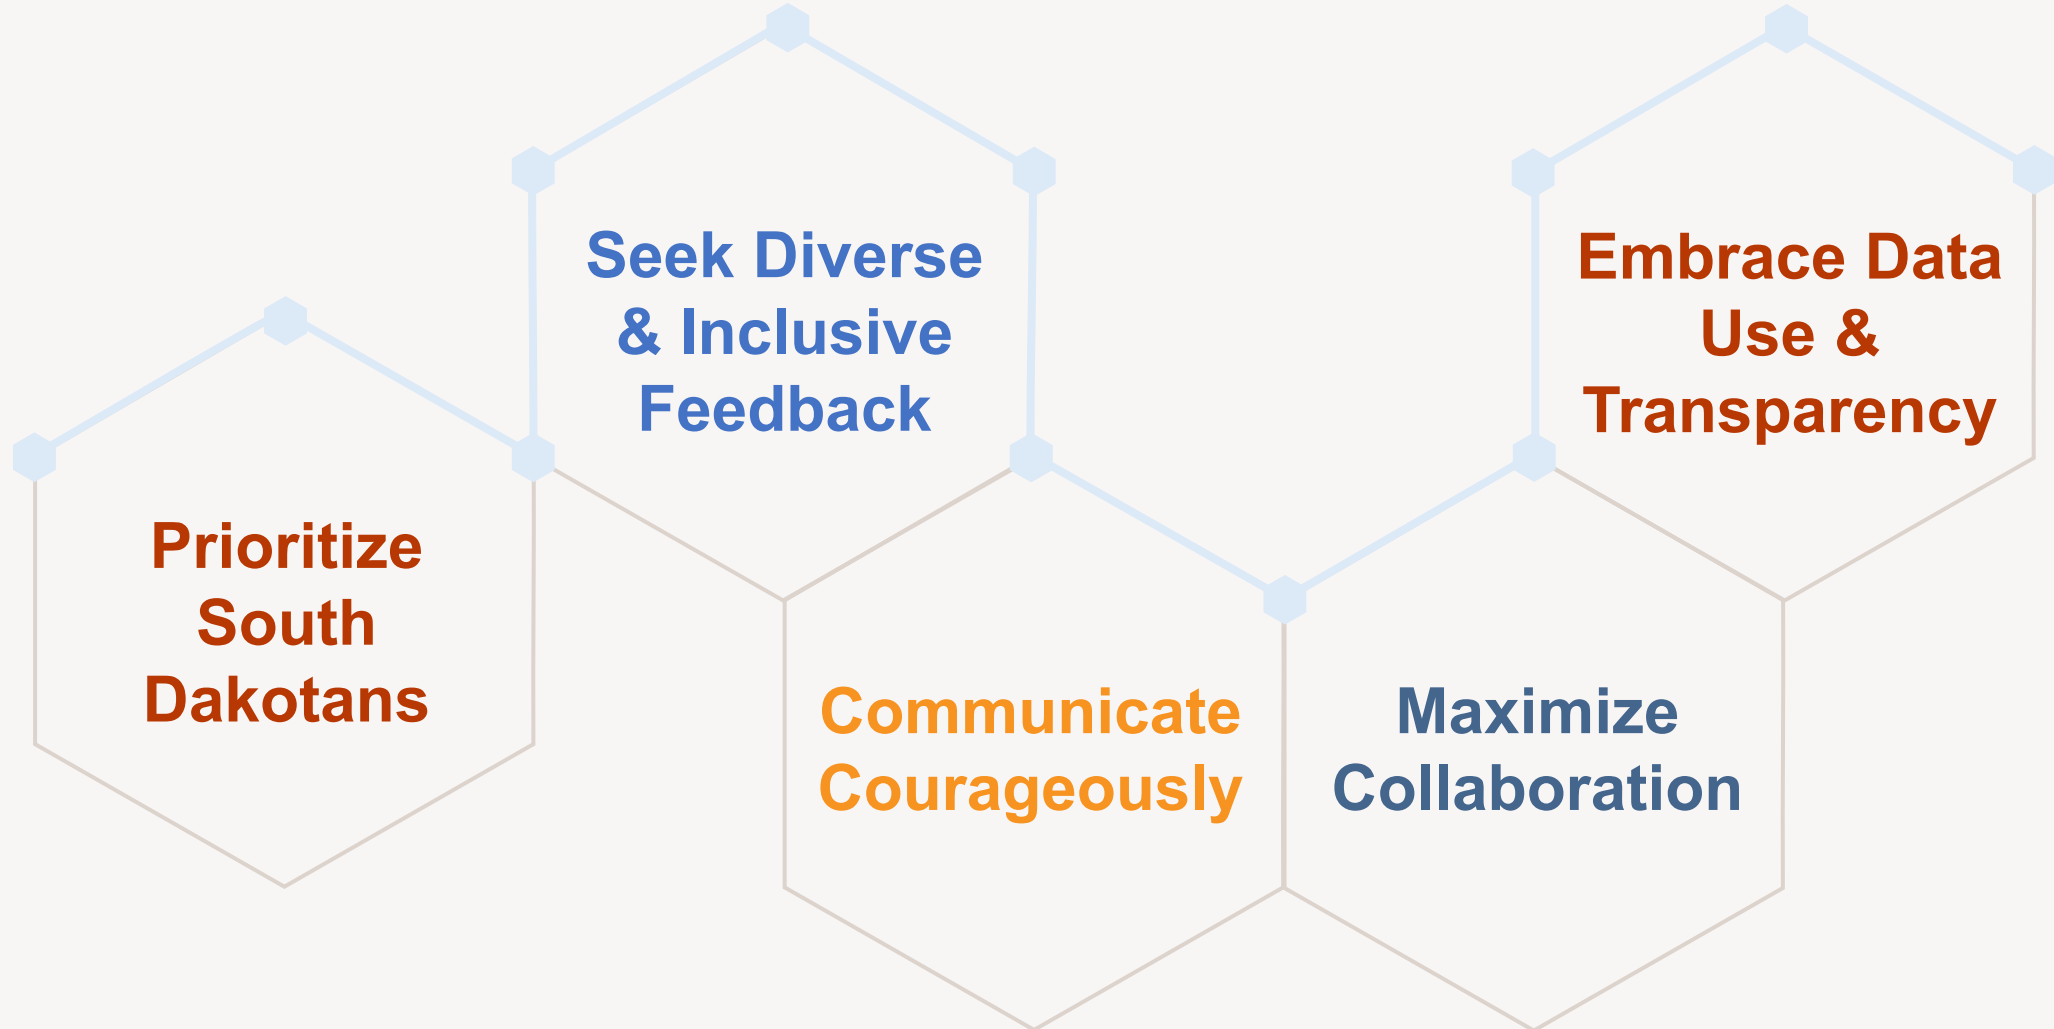 Prioritize
South
Dakotans
Seek Diverse
& Inclusive
Feedback
Communicate
Courageously
Maximize
Collaboration
Embrace Data
Use &
Transparency